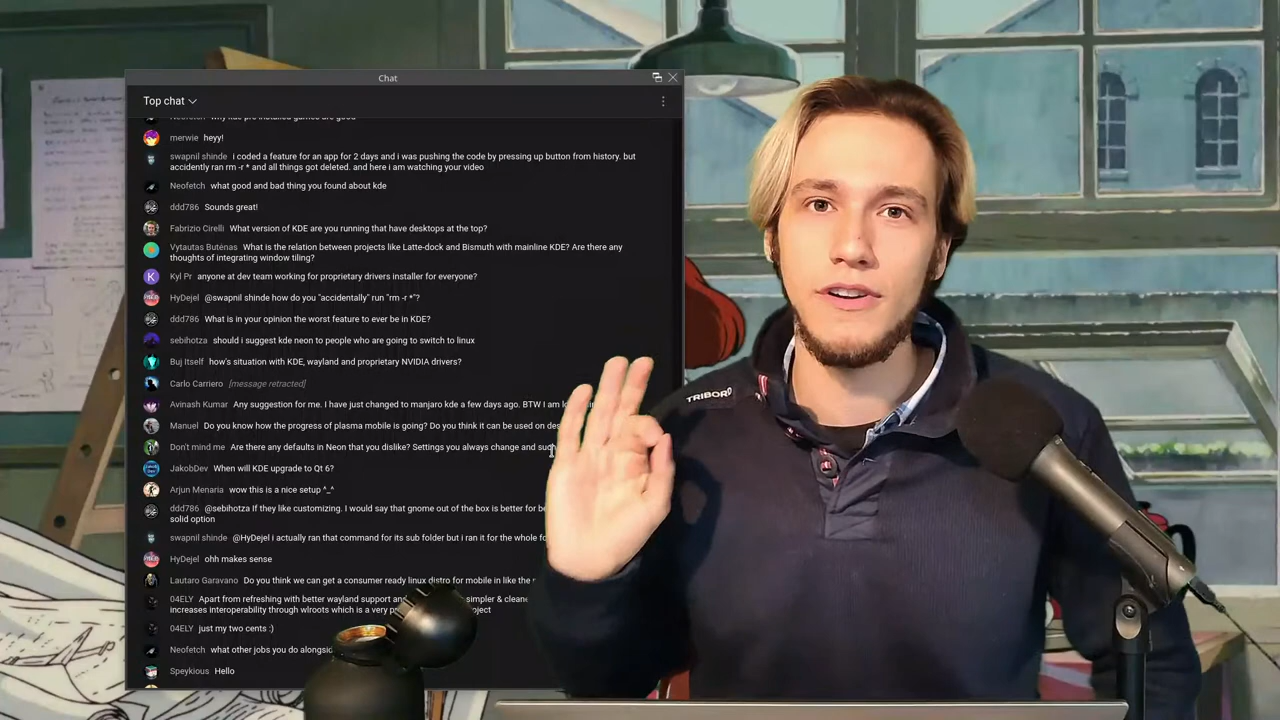 Chat
Top chat
Neofetch why kde pre installed games are good
merwie heyy!
swapnil shinde i coded a feature for an app for 2 days and i was pushing the code by pressing up button from history. but
accidently ran rm -r * and all things got deleted. and here i am watching your video
Neofetch what good and bad thing you found about kde
ddd786 Sounds great!
Fabrizio Cirelli What version of KDE are you running that have desktops at the top?
Vytautas Butėnas What is the relation between projects like Latte-dock and Bismuth with mainline KDE? Are there any
thoughts of integrating window tiling?
K Kyl Pr anyone at dev team working for proprietary drivers installer for everyone?
HyDejel @swapnil shinde how do you "accidentally" run "rm -r *"?
ddd786 What is in your opinion the worst feature to ever be in KDE?
sebihotza should i suggest kde neon to people who are going to switch to linux
Buj Itself how's situation with KDE, wayland and proprietary NVIDIA drivers?
Carlo Carriero [message retracted]
Avinash Kumar Any suggestion for me. I have just changed to manjaro kde a few days ago. BTW I am
Manuel Do you know how the progress of plasma mobile is going? Do you think it can be used on
Don't mind me Are there any defaults in Neon that you dislike? Settings you always change and such
JakobDev When will KDE upgrade to Qt 6?
Arjun Menaria wow this is a nice setup ^_^
ddd786 @sebihotza If they like customizing. I would say that gnome out of the box is better for
solid option
swapnil shinde @HyDejel i actually ran that command for its sub folder but i ran it for the whole
HyDejel ohh makes sense
Lautaro Garavano Do you think we can get a consumer ready linux distro for mobile in like the
04ELY Apart from refreshing with better wayland support simpler &
increases interoperability through wlroots which is a very
04ELY just my two cents :)
Neofetch what other jobs you do
Speykious Hello
TRIBORD